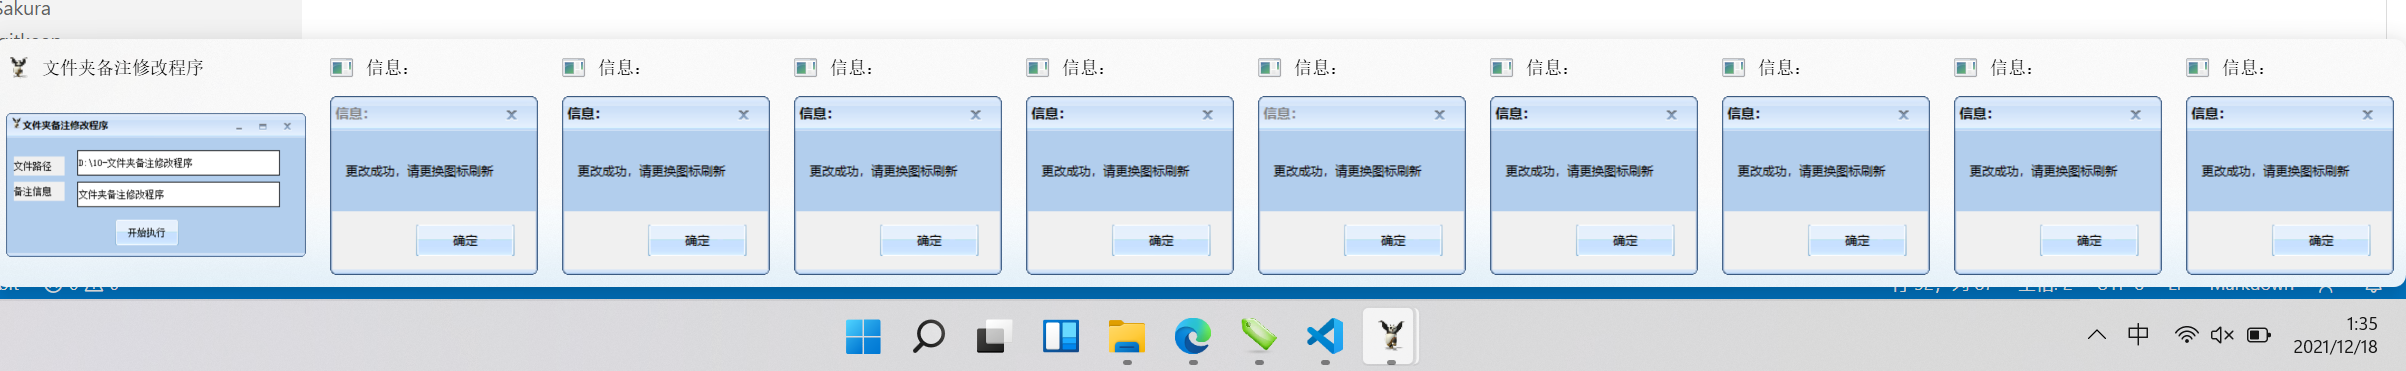 Sakura
文件夹备注修改程序
信息：
信息：
信息：
信息：
信息：
信息：
信息：
信息：
信息：
文件夹备注修改程序
文件路径
D:\10-文件夹备注修改程序
备注信息
文件夹备注修改程序
开始执行
信息：
更改成功，请更换图标刷新
确定
信息：
更改成功，请更换图标刷新
确定
信息：
更改成功，请更换图标刷新
确定
信息：
更改成功，请更换图标刷新
确定
信息：
更改成功，请更换图标刷新
确定
信息：
更改成功，请更换图标刷新
确定
信息：
更改成功，请更换图标刷新
确定
信息：
更改成功，请更换图标刷新
确定
信息：
更改成功，请更换图标刷新
确定
中
1:35
2021/12/18